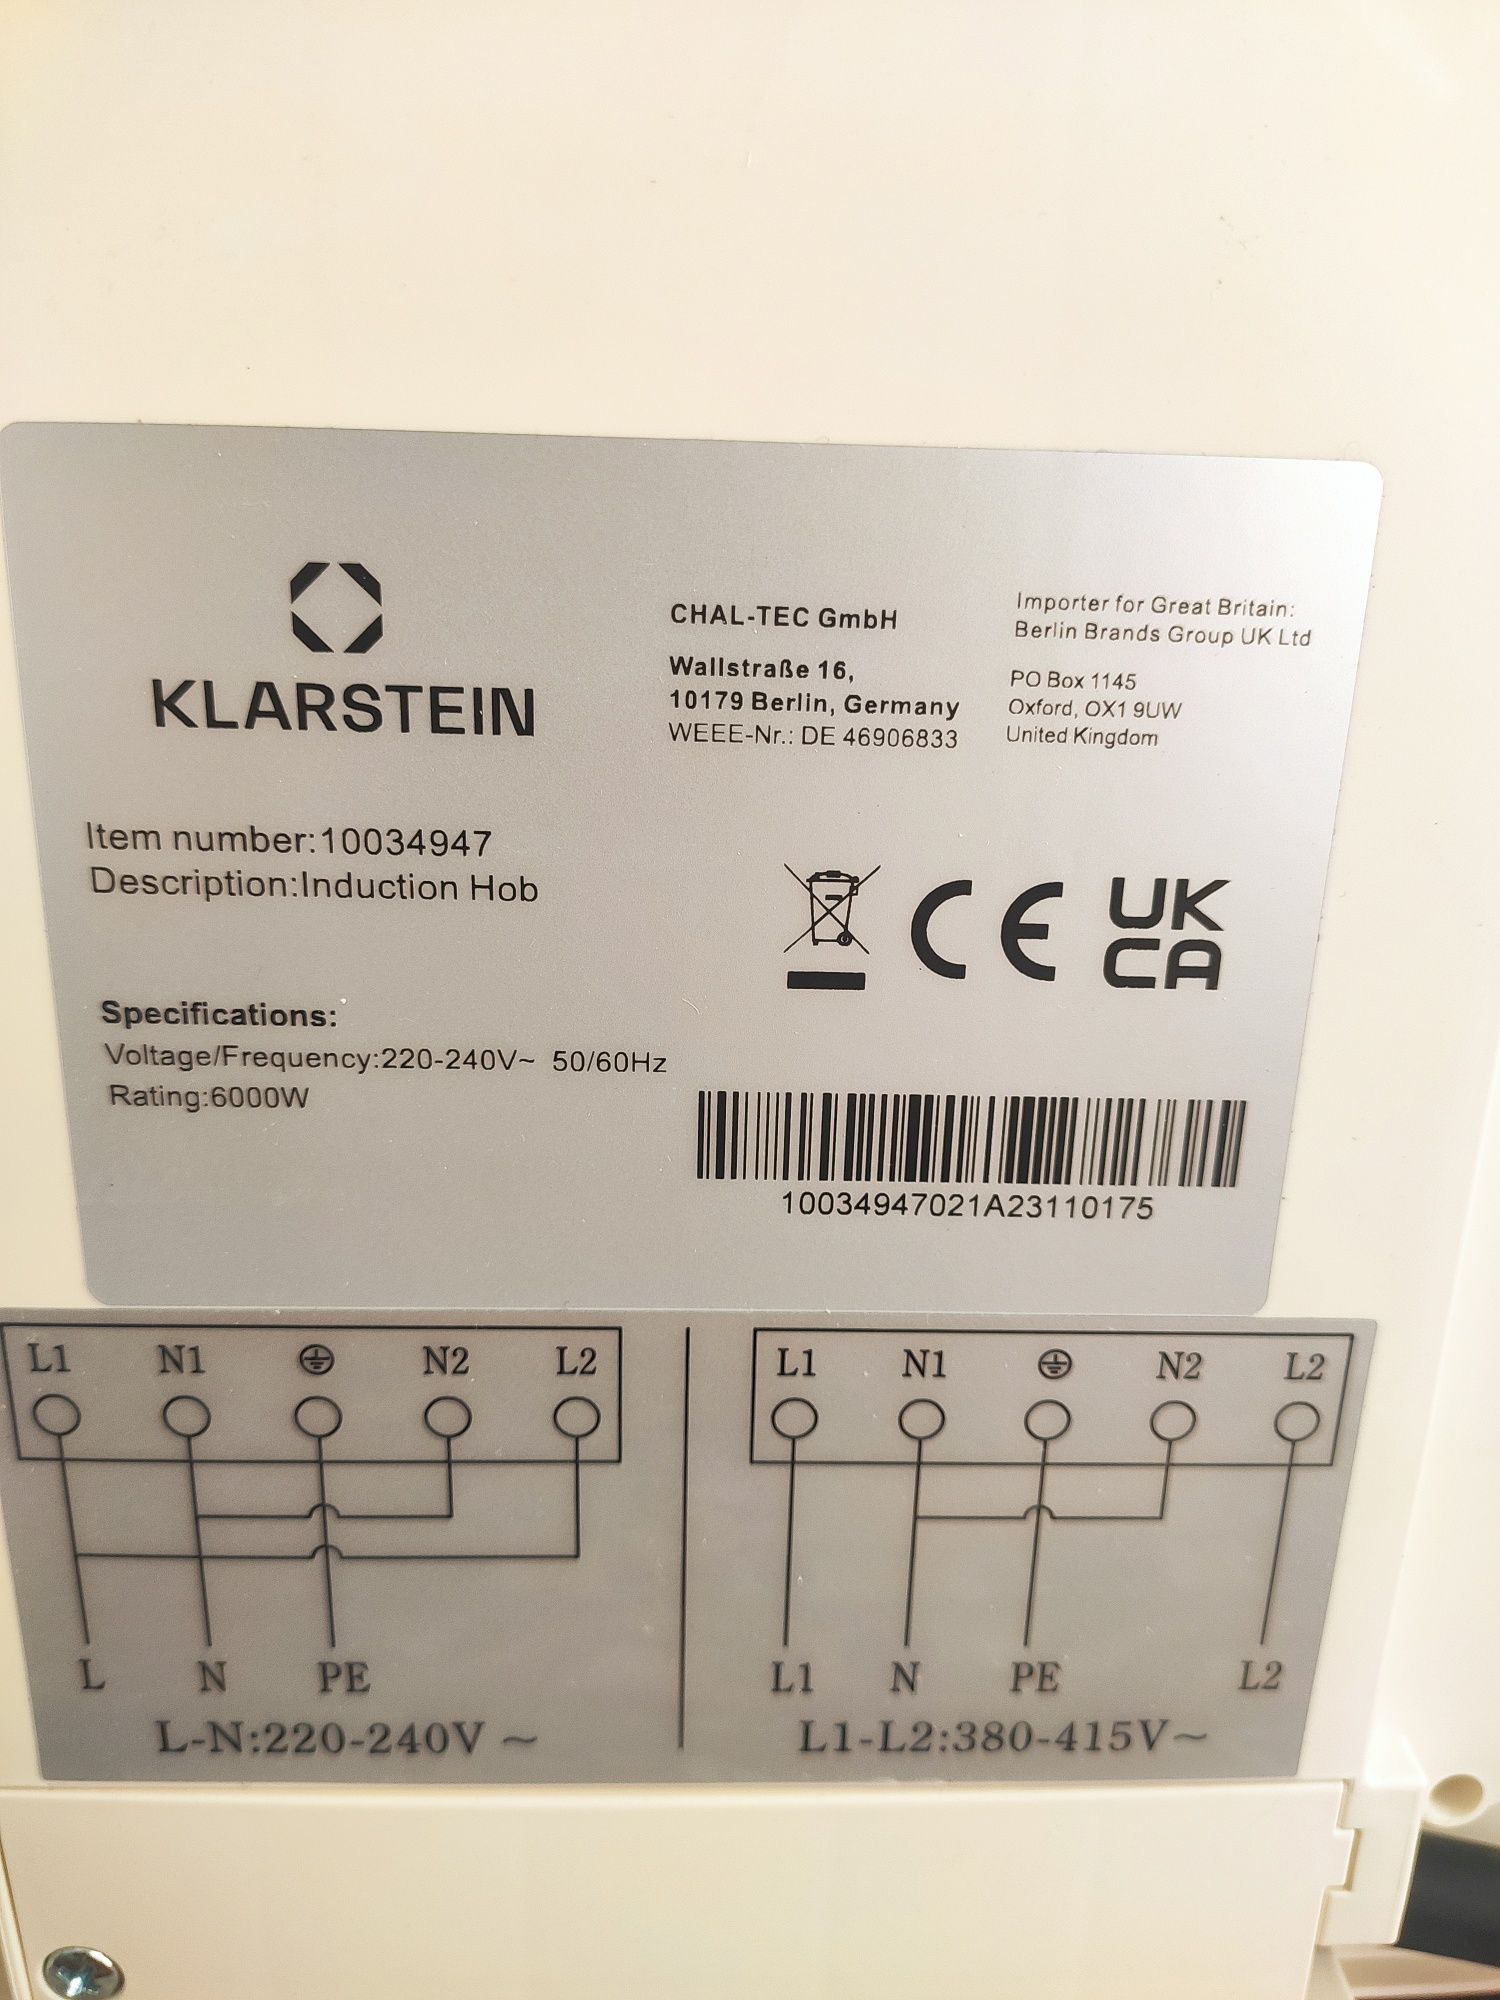 KLARSTEIN
CHAL-TEC GmbH
Wallstraße 16,
10179 Berlin, Germany
WEEE-Nr.: DE 46906833
Importer for Great Britain:
Berlin Brands Group UK Ltd
PO Box 1145
Oxford, OX1 9UW
United Kingdom
Item number:10034947
Description:Induction Hob
CE
UK
CA
Specifications:
Voltage/Frequency:220-240V~ 50/60Hz
Rating:6000W
10034947021A23110175
L1 N1 N2 L2
L N PE
L-N:220-240V ~
L1 N1 N2 L2
L1 N PE L2
L1-L2:380-415V~